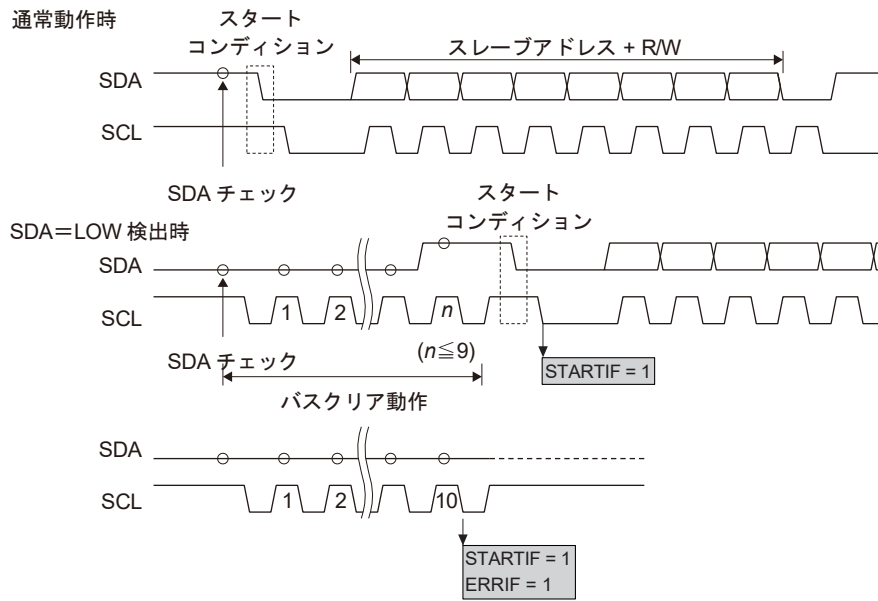 通常動作時
スタート
コンディション
スレーブアドレス + R/W
SDA
SCL
SDA チェック
スタート
コンディション
SDA＝LOW 検出時
SDA
SCL
1
2
n
SDA チェック
(n≦9)
STARTIF = 1
バスクリア動作
SDA
SCL
1
2
10
STARTIF = 1
ERRIF = 1